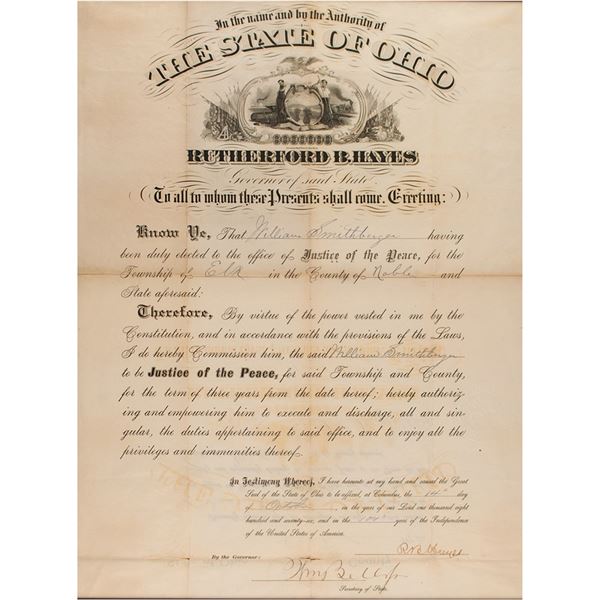 In the name and by the Authority of
THE STATE OF OHIO
RUTHERFORD B. HAYES
Governor of said State
(To all to whom these Presents shall come, Greeting:)
Know Ye, That William Smithberger having
been duly elected to the office of Justice of the Peace, for the
Township of Elk in the County of Noble and
State aforesaid:
Therefore, By virtue of the power vested in me by the
Constitution, and in accordance with the provisions of the Laws,
I do hereby Commission him, the said William Smithberger
to be Justice of the Peace, for said Township and County,
for the term of three years from the date hereof; hereby authoriz-
ing and empowering him to execute and discharge, all and sin-
gular, the duties appertaining to said office, and to enjoy all the
privileges and immunities thereof.
In Testimony Whereof, I have hereunto set my hand and caused the Great
Seal of the State of Ohio to be affixed, at Columbus, the 14th day
of October in the year of our Lord one thousand eight
hundred and seventy-six, and in the 101st year of the Independence
of the United States of America.
R B Hayes
By the Governor:
Secretary of State.